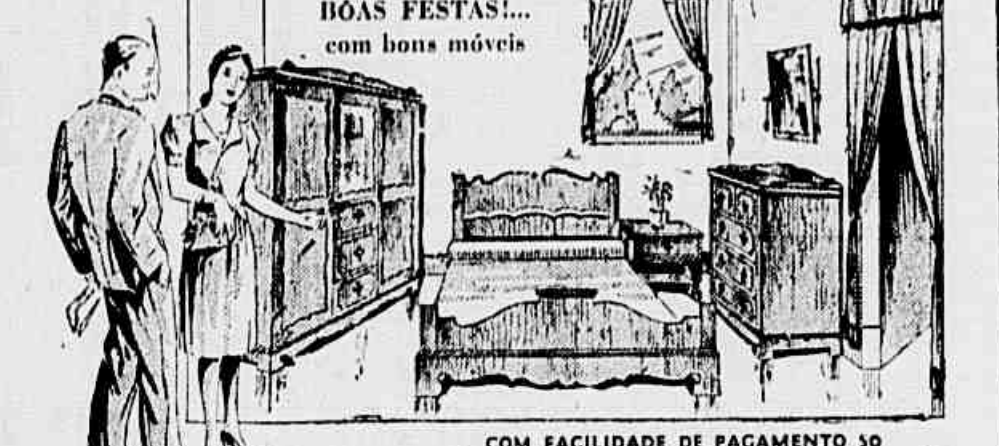 BÔAS FESTAS!...
com bons móveis
COM FACILIDADE DE PAGAMENTO SO